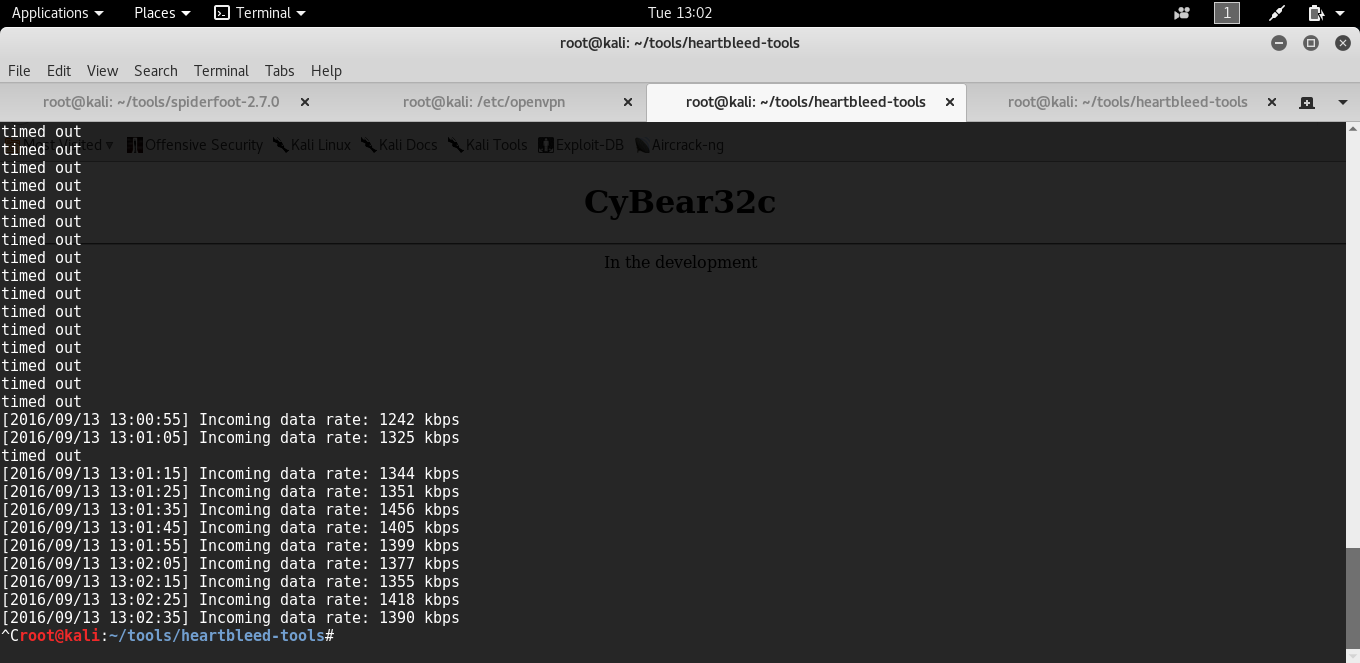 Applications Places Terminal Tue 13:02 1
root@kali: ~/tools/heartbleed-tools
File Edit View Search Terminal Tabs Help
root@kali: ~/tools/spiderfoot-2.7.0 root@kali: /etc/openvpn root@kali: ~/tools/heartbleed-tools root@kali: ~/tools/heartbleed-tools
timed out
Most Visited Offensive Security Kali Linux Kali Docs Kali Tools Exploit-DB Aircrack-ng
timed out
timed out
timed out
timed out
CyBear32c
timed out
timed out
timed out
In the development
timed out
timed out
timed out
timed out
timed out
timed out
timed out
timed out
[2016/09/13 13:00:55] Incoming data rate: 1242 kbps
[2016/09/13 13:01:05] Incoming data rate: 1325 kbps
timed out
[2016/09/13 13:01:15] Incoming data rate: 1344 kbps
[2016/09/13 13:01:25] Incoming data rate: 1351 kbps
[2016/09/13 13:01:35] Incoming data rate: 1456 kbps
[2016/09/13 13:01:45] Incoming data rate: 1405 kbps
[2016/09/13 13:01:55] Incoming data rate: 1399 kbps
[2016/09/13 13:02:05] Incoming data rate: 1377 kbps
[2016/09/13 13:02:15] Incoming data rate: 1355 kbps
[2016/09/13 13:02:25] Incoming data rate: 1418 kbps
[2016/09/13 13:02:35] Incoming data rate: 1390 kbps
^Croot@kali:~/tools/heartbleed-tools#